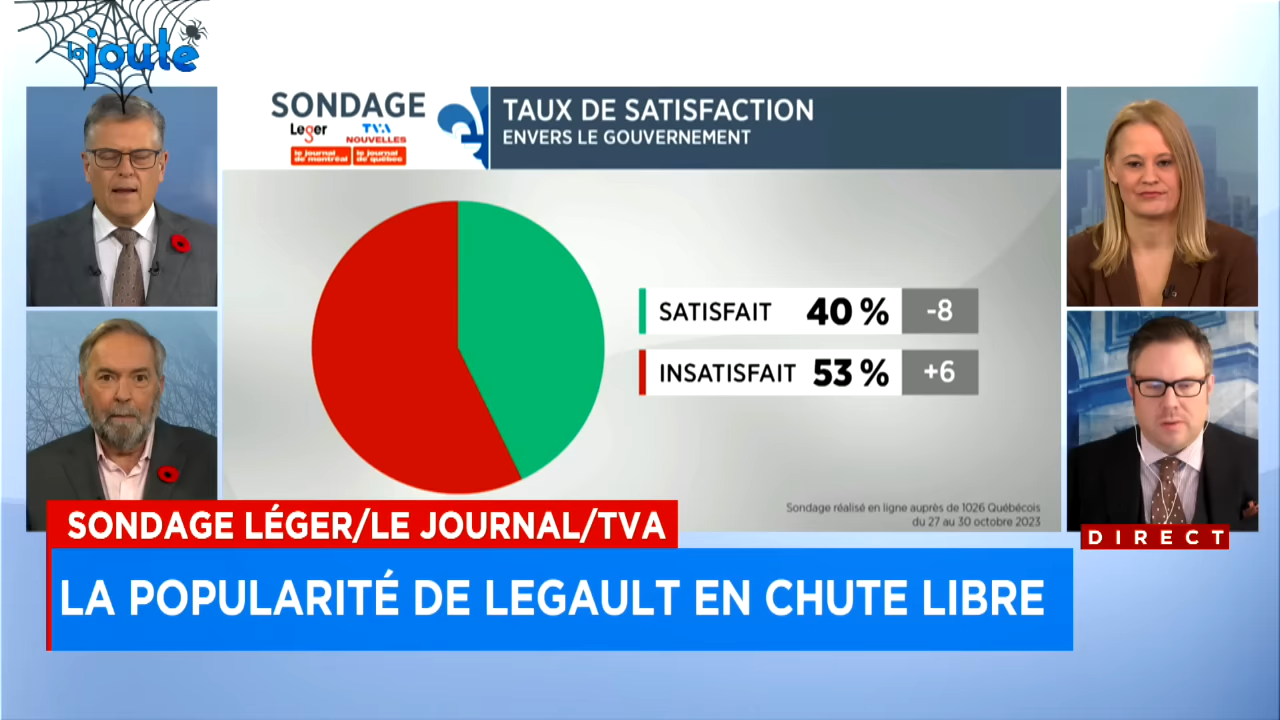 la joute
SONDAGE
Leger
TVA
NOUVELLES
le journal
de montréal
le journal
de québec
TAUX DE SATISFACTION
ENVERS LE GOUVERNEMENT
SATISFAIT 40 % -8
INSATISFAIT 53 % +6
Sondage réalisé en ligne auprès de 1026 Québécois
du 27 au 30 octobre 2023
DIRECT
SONDAGE LÉGER/LE JOURNAL/TVA
LA POPULARITÉ DE LEGAULT EN CHUTE LIBRE